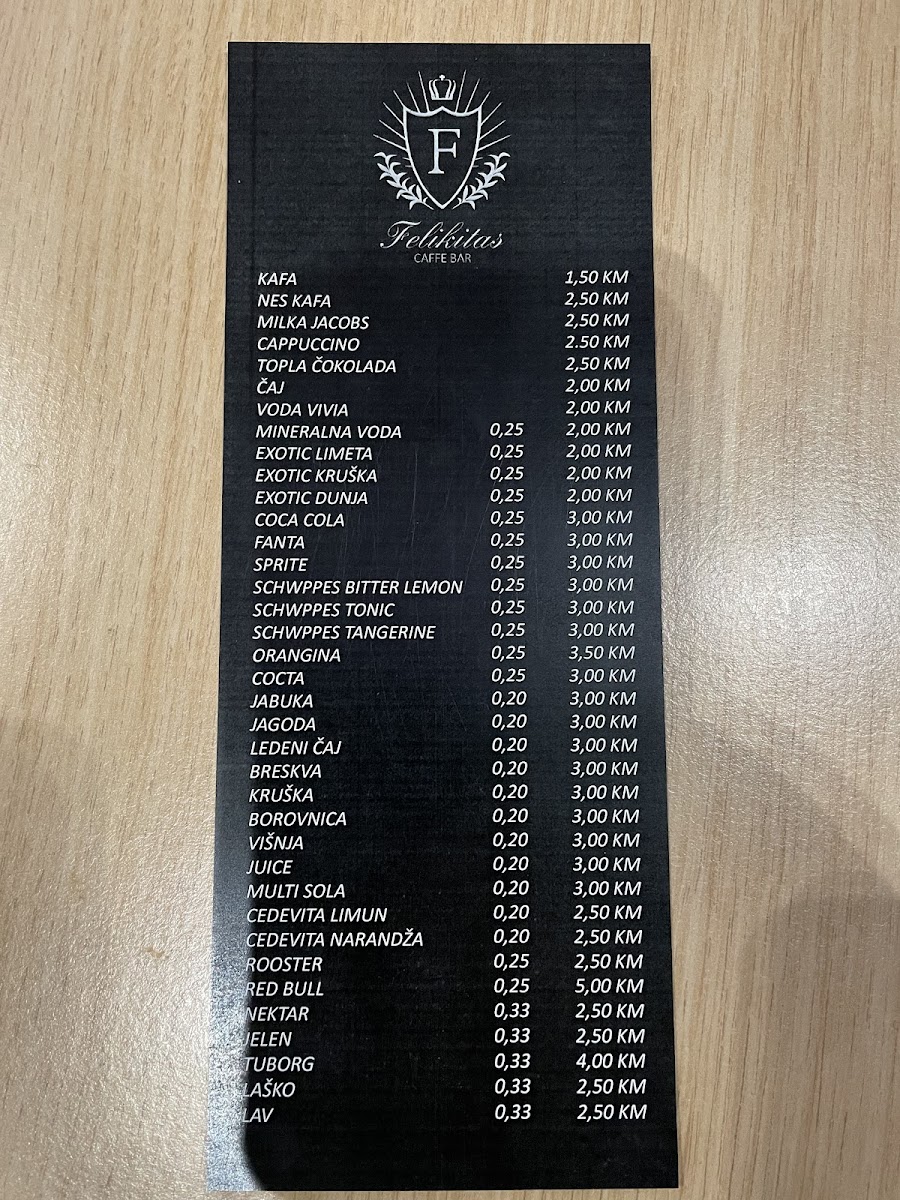 F
Felikitas
CAFFE BAR
KAFA 1,50 KM
NES KAFA 2,50 KM
MILKA JACOBS 2,50 KM
CAPPUCCINO 2.50 KM
TOPLA ČOKOLADA 2,50 KM
ČAJ 2,00 KM
VODA VIVIA 2,00 KM
MINERALNA VODA 0,25 2,00 KM
EXOTIC LIMETA 0,25 2,00 KM
EXOTIC KRUŠKA 0,25 2,00 KM
EXOTIC DUNJA 0,25 2,00 KM
COCA COLA 0,25 3,00 KM
FANTA 0,25 3,00 KM
SPRITE 0,25 3,00 KM
SCHWPPES BITTER LEMON 0,25 3,00 KM
SCHWPPES TONIC 0,25 3,00 KM
SCHWPPES TANGERINE 0,25 3,00 KM
ORANGINA 0,25 3,50 KM
COCTA 0,25 3,00 KM
JABUKA 0,20 3,00 KM
JAGODA 0,20 3,00 KM
LEDENI ČAJ 0,20 3,00 KM
BRESKVA 0,20 3,00 KM
KRUŠKA 0,20 3,00 KM
BOROVNICA 0,20 3,00 KM
VIŠNJA 0,20 3,00 KM
JUICE 0,20 3,00 KM
MULTI SOLA 0,20 3,00 KM
CEDEVITA LIMUN 0,20 2,50 KM
CEDEVITA NARANDŽA 0,20 2,50 KM
ROOSTER 0,25 2,50 KM
RED BULL 0,25 5,00 KM
NEKTAR 0,33 2,50 KM
JELEN 0,33 2,50 KM
TUBORG 0,33 4,00 KM
LAŠKO 0,33 2,50 KM
LAV 0,33 2,50 KM